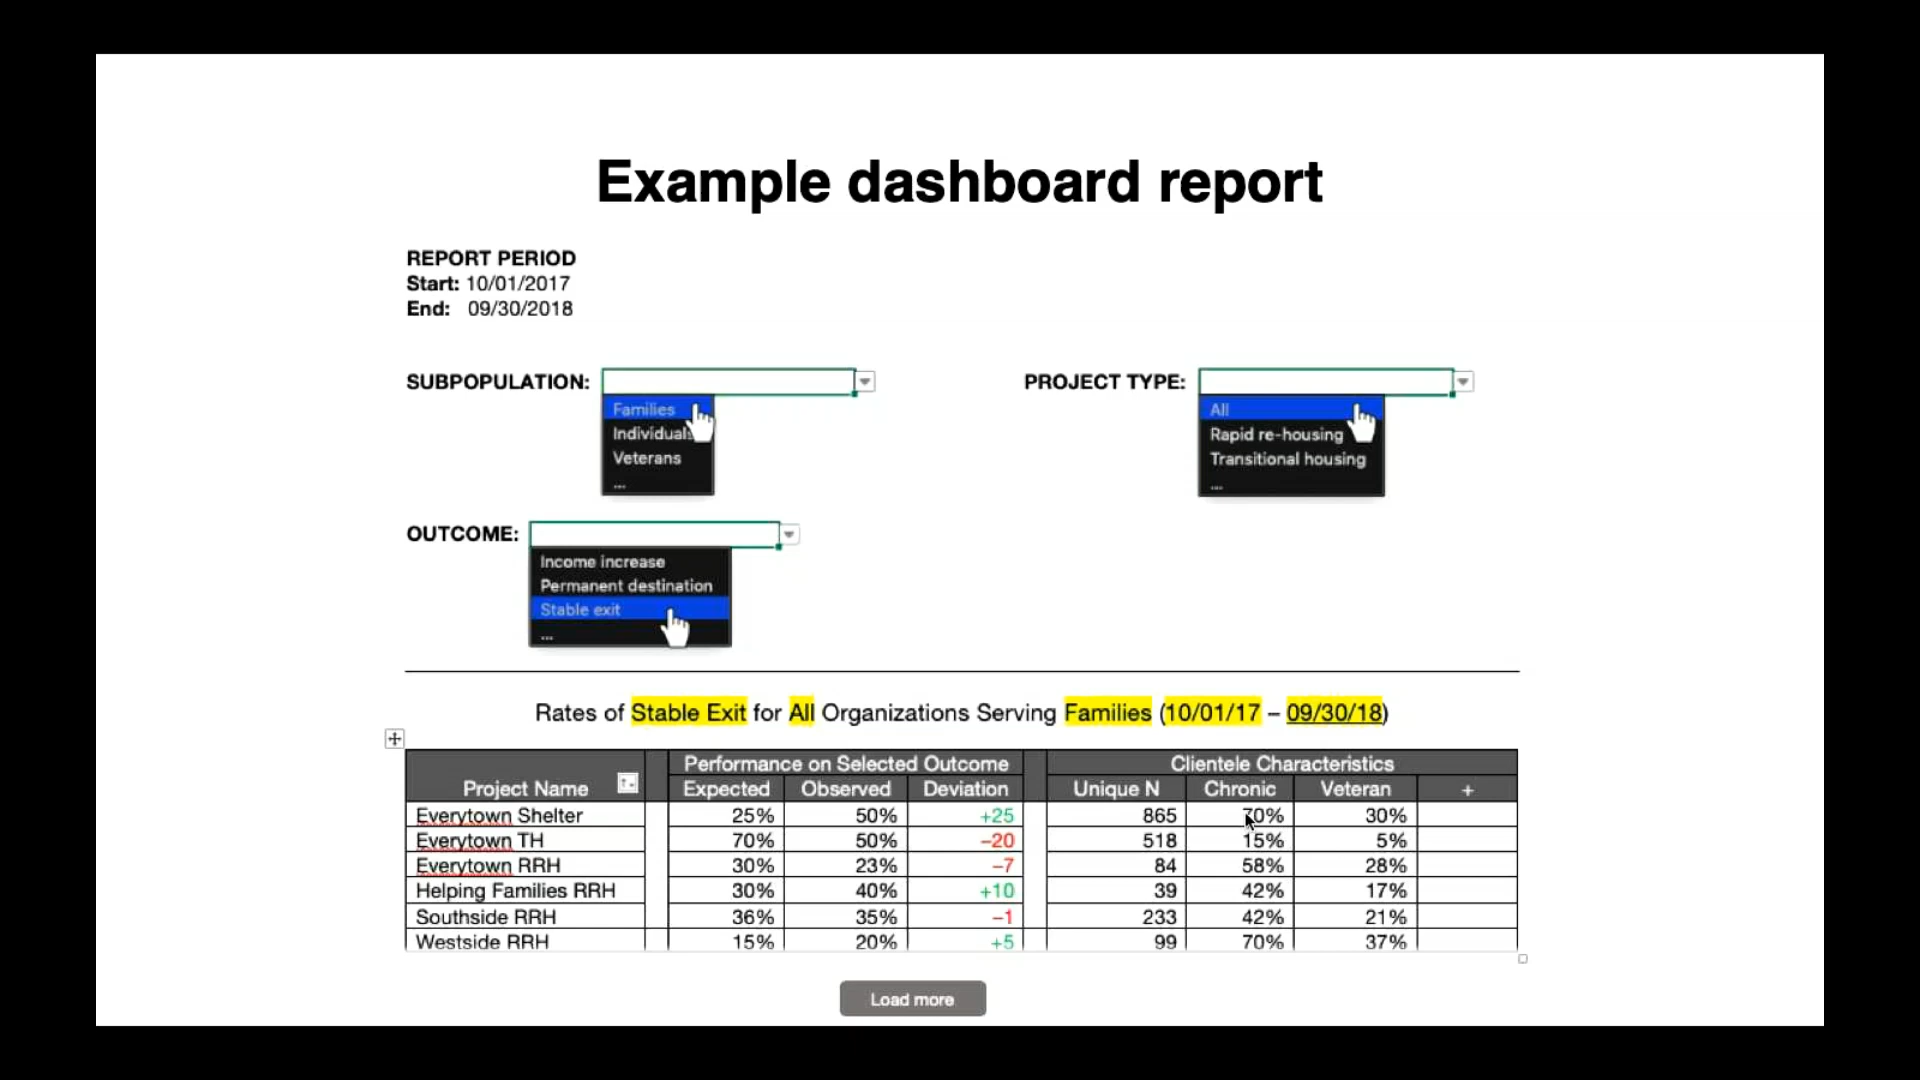 Example dashboard report
REPORT PERIOD
Start: 10/01/2017
End: 09/30/2018
SUBPOPULATION:
Families
Individuals
Veterans
...
PROJECT TYPE:
All
Rapid re-housing
Transitional housing
...
OUTCOME:
Income increase
Permanent destination
Stable exit
...
Rates of Stable Exit for All Organizations Serving Families (10/01/17 – 09/30/18)
Performance on Selected Outcome Clientele Characteristics
Project Name Expected Observed Deviation Unique N Chronic Veteran +
Everytown Shelter 25% 50% +25 865 70% 30%
Everytown TH 70% 50% −20 518 15% 5%
Everytown RRH 30% 23% −7 84 58% 28%
Helping Families RRH 30% 40% +10 39 42% 17%
Southside RRH 36% 35% −1 233 42% 21%
Westside RRH 15% 20% +5 99 70% 37%
Load more